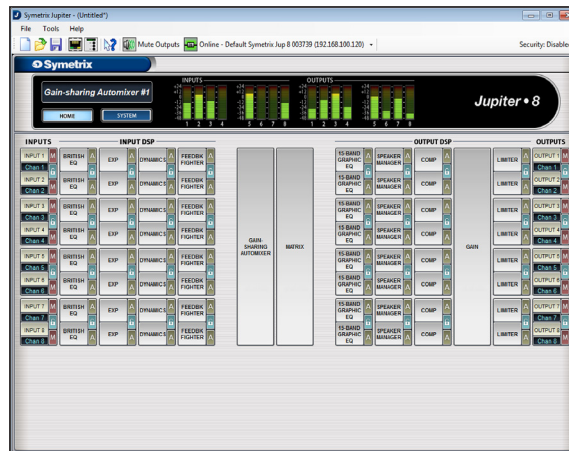 Symetrix Jupiter - (Untitled*)
File Tools Help
Mute Outputs Online - Default Symetrix Jup 8 003739 (192.168.100.120) Security: Disable
Symetrix
Gain-sharing Automixer #1
HOME SYSTEM
INPUTS OUTPUTS
1 2 3 4 5 6 7 8 1 2 3 4 5 6 7 8
Jupiter • 8
INPUTS INPUT DSP OUTPUT DSP OUTPUTS
INPUT 1 M BRITISH EQ A EXP A DYNAMICS A FEEDBK FIGHTER A 15-BAND GRAPHIC EQ A SPEAKER MANAGER A COMP A LIMITER A OUTPUT 1 M
Chan 1 Chan 1
INPUT 2 BRITISH EQ A EXP A DYNAMICS A FEEDBK FIGHTER A 15-BAND GRAPHIC EQ A SPEAKER MANAGER A COMP A LIMITER A OUTPUT 2
Chan 2 M Chan 2 M
INPUT 3 M BRITISH EQ A EXP A DYNAMICS A FEEDBK FIGHTER A 15-BAND GRAPHIC EQ A SPEAKER MANAGER A COMP A LIMITER A OUTPUT 3 M
Chan 3 Chan 3
INPUT 4 BRITISH EQ A EXP A DYNAMICS A FEEDBK FIGHTER A 15-BAND GRAPHIC EQ A SPEAKER MANAGER A COMP A LIMITER A OUTPUT 4
Chan 4 M Chan 4 M
GAIN-SHARING AUTOMIXER MATRIX GAIN
INPUT 5 M BRITISH EQ A EXP A DYNAMICS A FEEDBK FIGHTER A 15-BAND GRAPHIC EQ A SPEAKER MANAGER A COMP A LIMITER A OUTPUT 5 M
Chan 5 Chan 5
INPUT 6 BRITISH EQ A EXP A DYNAMICS A FEEDBK FIGHTER A 15-BAND GRAPHIC EQ A SPEAKER MANAGER A COMP A LIMITER A OUTPUT 6
Chan 6 M Chan 6 M
INPUT 7 M BRITISH EQ A EXP A DYNAMICS A FEEDBK FIGHTER A 15-BAND GRAPHIC EQ A SPEAKER MANAGER A COMP A LIMITER A OUTPUT 7 M
Chan 7 Chan 7
INPUT 8 BRITISH EQ A EXP A DYNAMICS A FEEDBK FIGHTER A 15-BAND GRAPHIC EQ A SPEAKER MANAGER A COMP A LIMITER A OUTPUT 8
Chan 8 M Chan 8 M